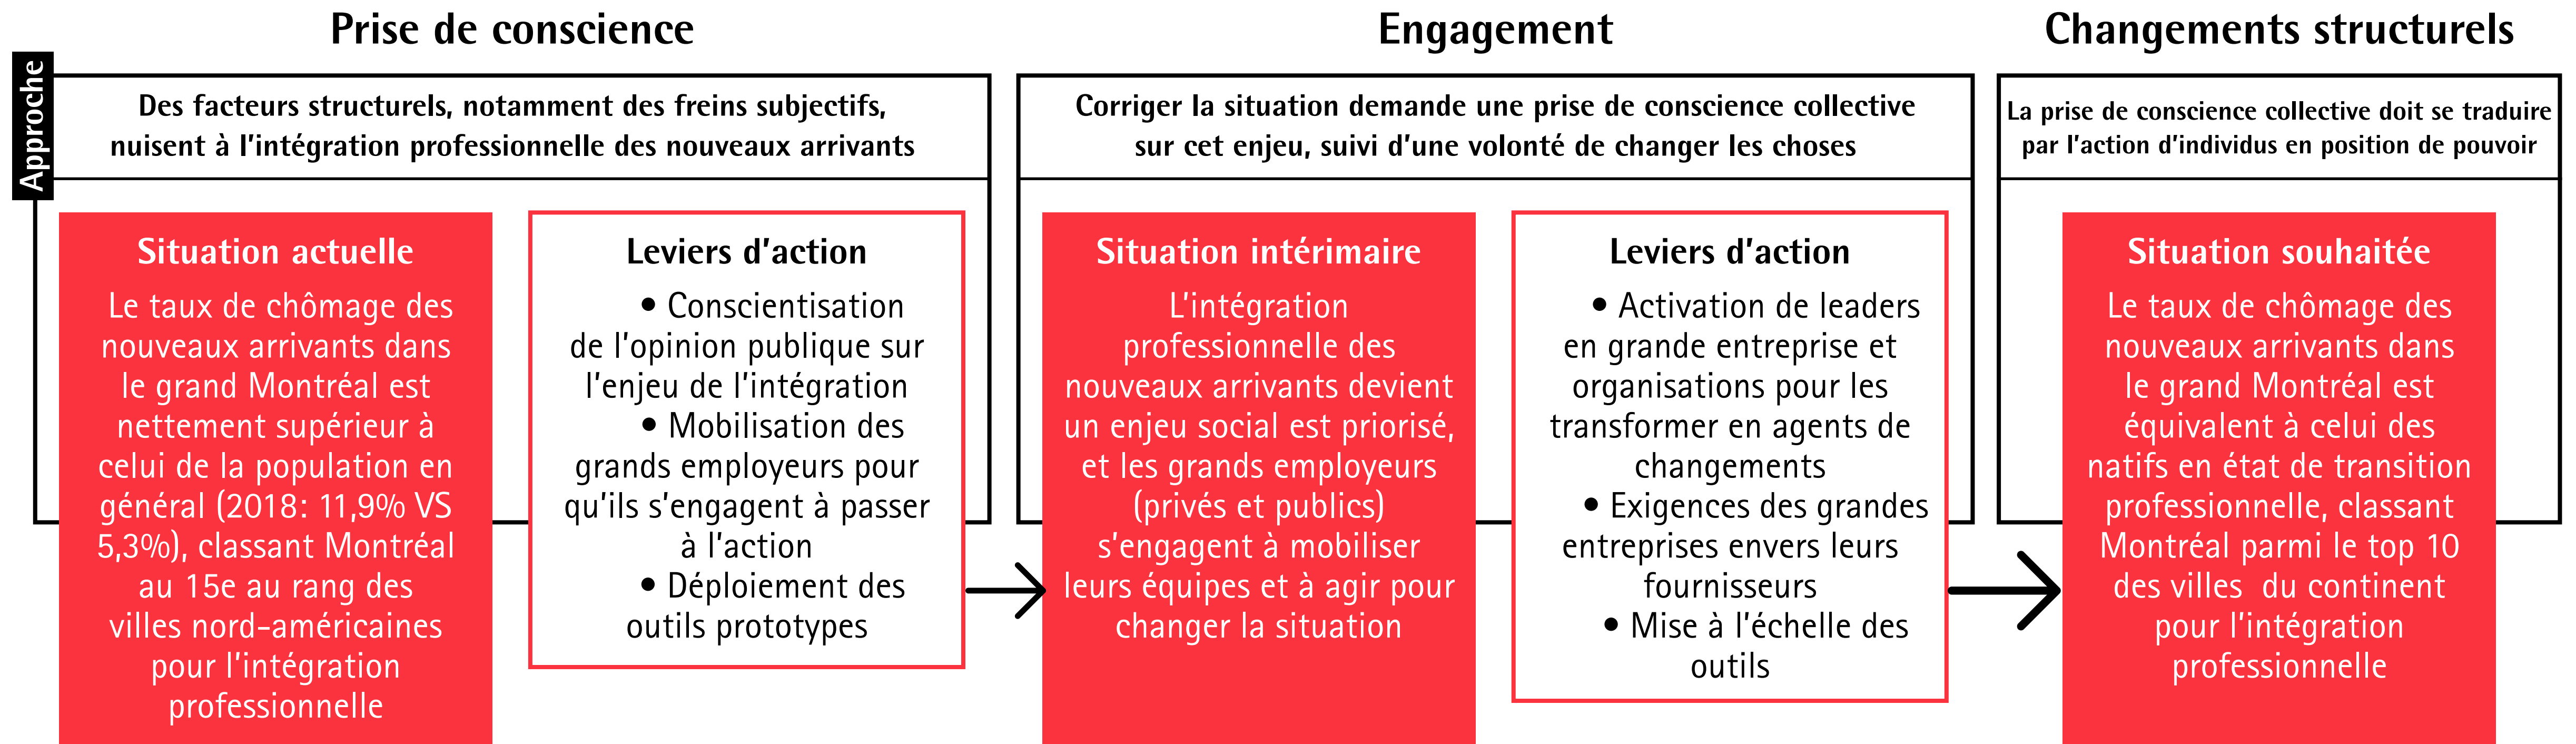 Prise de conscience
Approche
Des facteurs structurels, notamment des freins subjectifs,
nuisent à l'intégration professionnelle des nouveaux arrivants
Situation actuelle
Le taux de chômage des
nouveaux arrivants dans
le grand Montréal est
nettement supérieur à
celui de la population en
général (2018: 11,9% VS
5,3%), classant Montréal
au 15e au rang des
villes nord-américaines
pour l'intégration
professionnelle
Leviers d'action
• Conscientisation
de l'opinion publique sur
l'enjeu de l'intégration
• Mobilisation des
grands employeurs pour
qu'ils s'engagent à passer
à l'action
• Déploiement des
outils prototypes
Engagement
Corriger la situation demande une prise de conscience collective
sur cet enjeu, suivi d'une volonté de changer les choses
Situation intérimaire
L'intégration
professionnelle des
nouveaux arrivants devient
un enjeu social est priorisé,
et les grands employeurs
(privés et publics)
s'engagent à mobiliser
leurs équipes et à agir pour
changer la situation
Leviers d'action
• Activation de leaders
en grande entreprise et
organisations pour les
transformer en agents de
changements
• Exigences des grandes
entreprises envers leurs
fournisseurs
• Mise à l'échelle des
outils
Changements structurels
La prise de conscience collective doit se traduire
par l'action d'individus en position de pouvoir
Situation souhaitée
Le taux de chômage des
nouveaux arrivants dans
le grand Montréal est
équivalent à celui des
natifs en état de transition
professionnelle, classant
Montréal parmi le top 10
des villes du continent
pour l'intégration
professionnelle